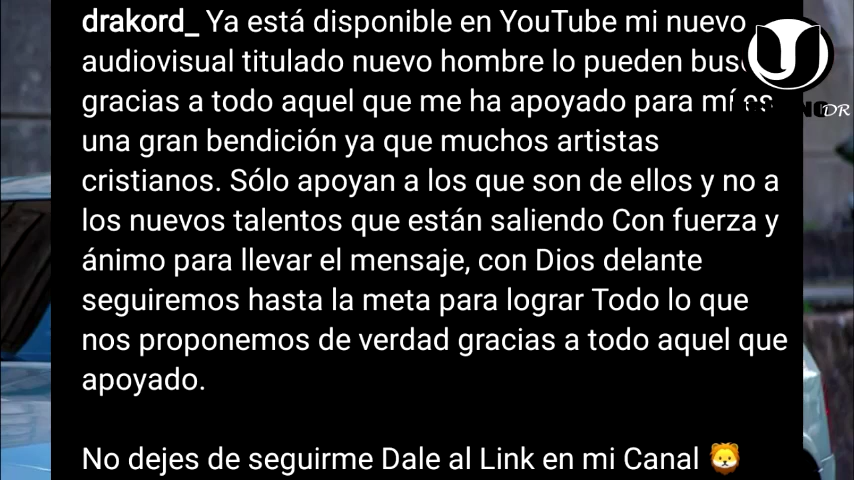 drakord_ Ya está disponible en YouTube mi nuevo
audiovisual titulado nuevo hombre lo pueden
gracias a todo aquel que me ha apoyado para mí es
una gran bendición ya que muchos artistas
cristianos. Sólo apoyan a los que son de ellos y no a
los nuevos talentos que están saliendo Con fuerza y
ánimo para llevar el mensaje, con Dios delante
seguiremos hasta la meta para lograr Todo lo que
nos proponemos de verdad gracias a todo aquel que
apoyado.
No dejes de seguirme Dale al Link en mi Canal 🦁
DR